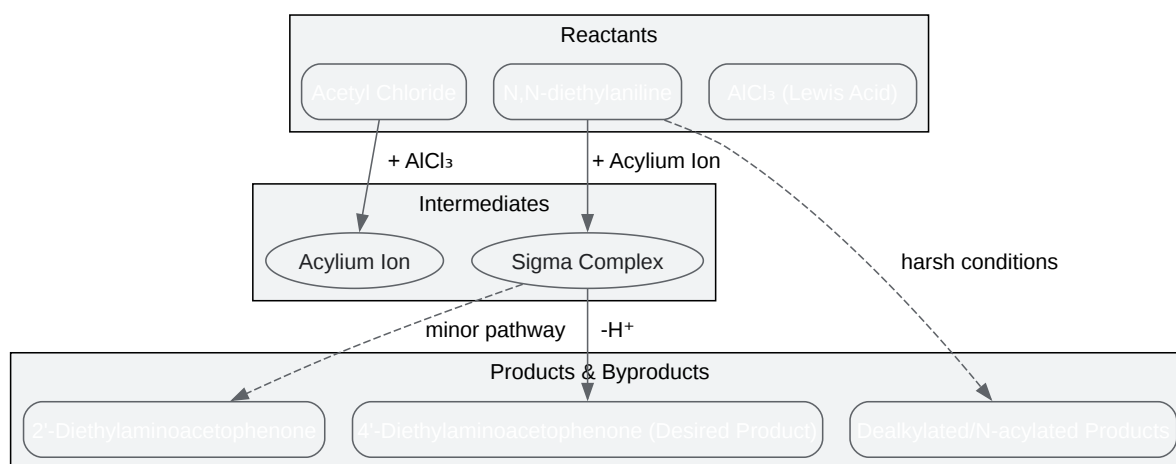 Reactants
Acetyl Chloride
N,N-diethylaniline
AlCl₃ (Lewis Acid)
+ AlCl₃
+ Acylium Ion
Intermediates
Acylium Ion
Sigma Complex
harsh conditions
minor pathway
-H⁺
Products & Byproducts
2'-Diethylaminoacetophenone
4'-Diethylaminoacetophenone (Desired Product)
Dealkylated/N-acylated Products